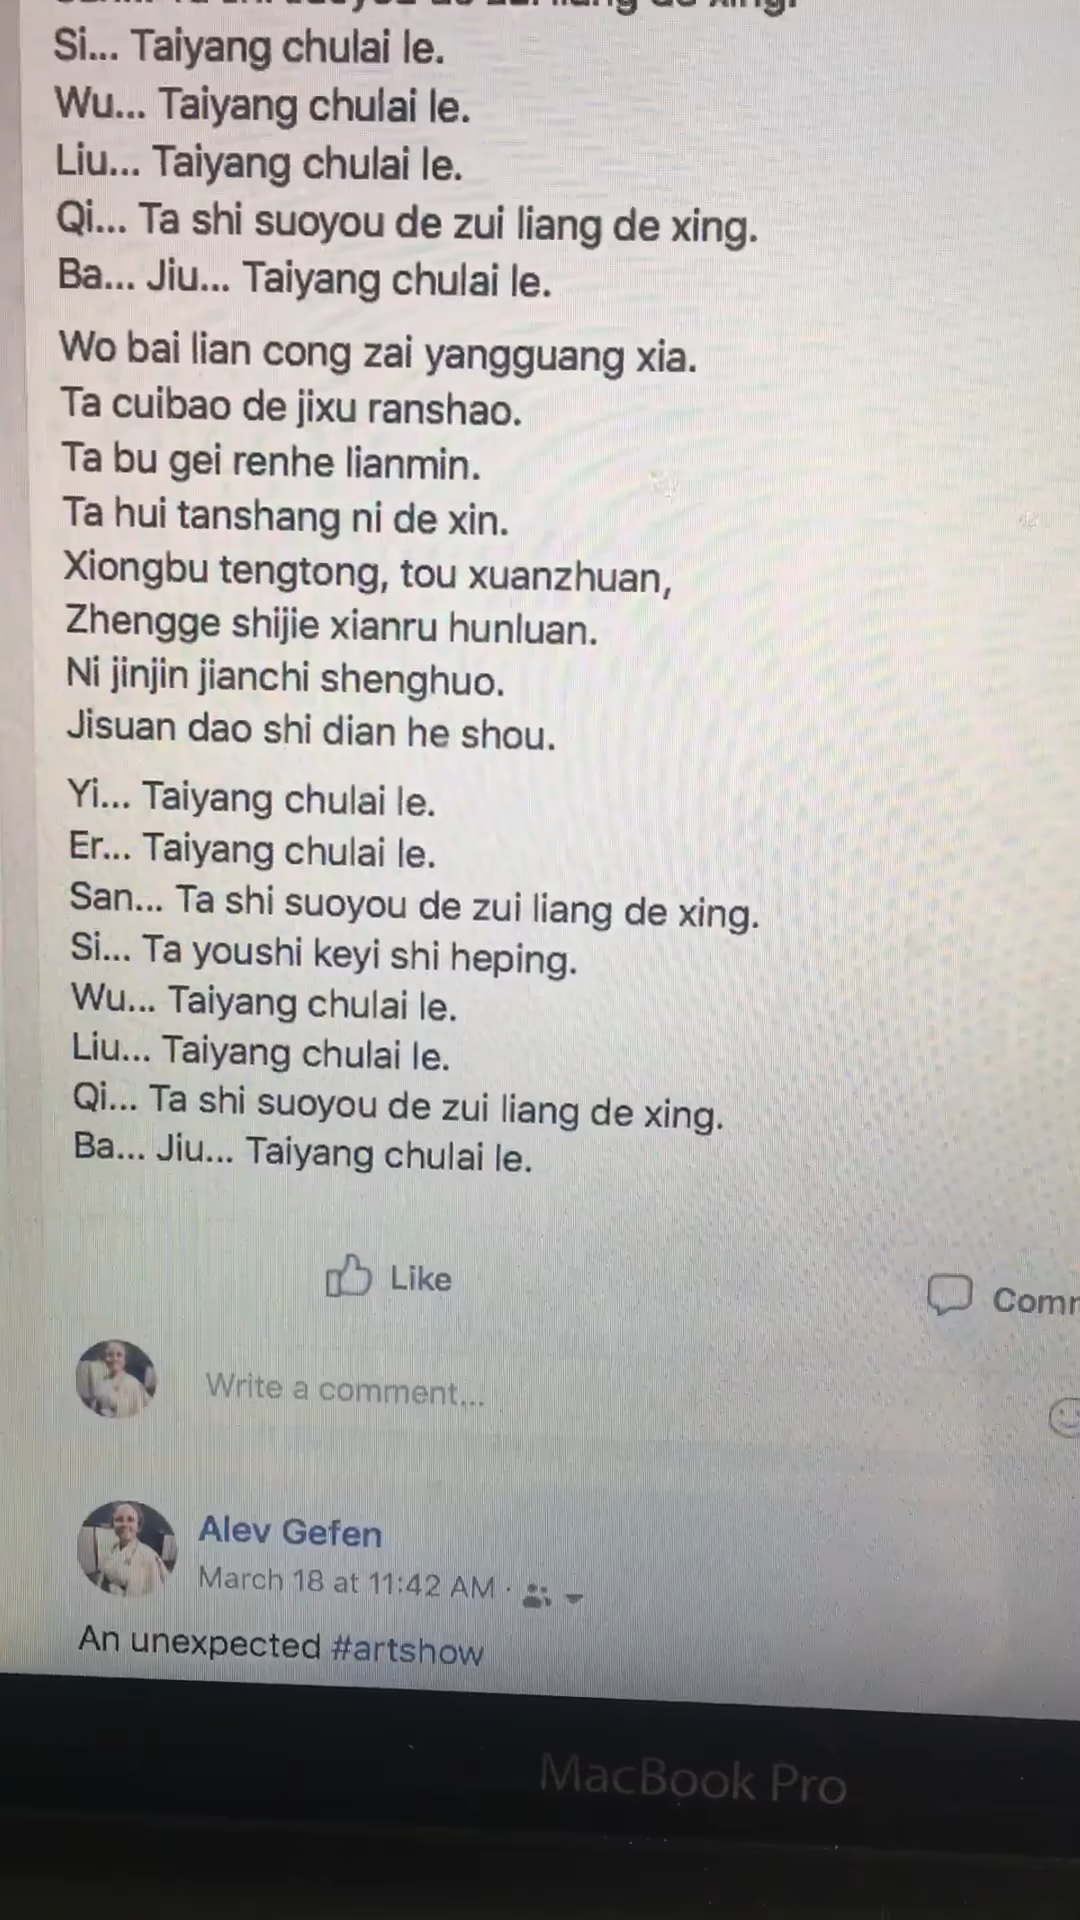 Si... Taiyang chulai le.
Wu... Taiyang chulai le.
Liu... Taiyang chulai le.
Qi... Ta shi suoyou de zui liang de xing.
Ba... Jiu... Taiyang chulai le.
Wo bai lian cong zai yangguang xia.
Ta cuibao de jixu ranshao.
Ta bu gei renhe lianmin.
Ta hui tanshang ni de xin.
Xiongbu tengtong, tou xuanzhuan,
Zhengge shijie xianru hunluan.
Ni jinjin jianchi shenghuo.
Jisuan dao shi dian he shou.
Yi... Taiyang chulai le.
Er... Taiyang chulai le.
San... Ta shi suoyou de zui liang de xing.
Si... Ta youshi keyi shi heping.
Wu... Taiyang chulai le.
Liu... Taiyang chulai le.
Qi... Ta shi suoyou de zui liang de xing.
Ba... Jiu... Taiyang chulai le.
Like
Write a comment...
Alev Gefen
March 18 at 11:42 AM ·
An unexpected #artshow
MacBook Pro